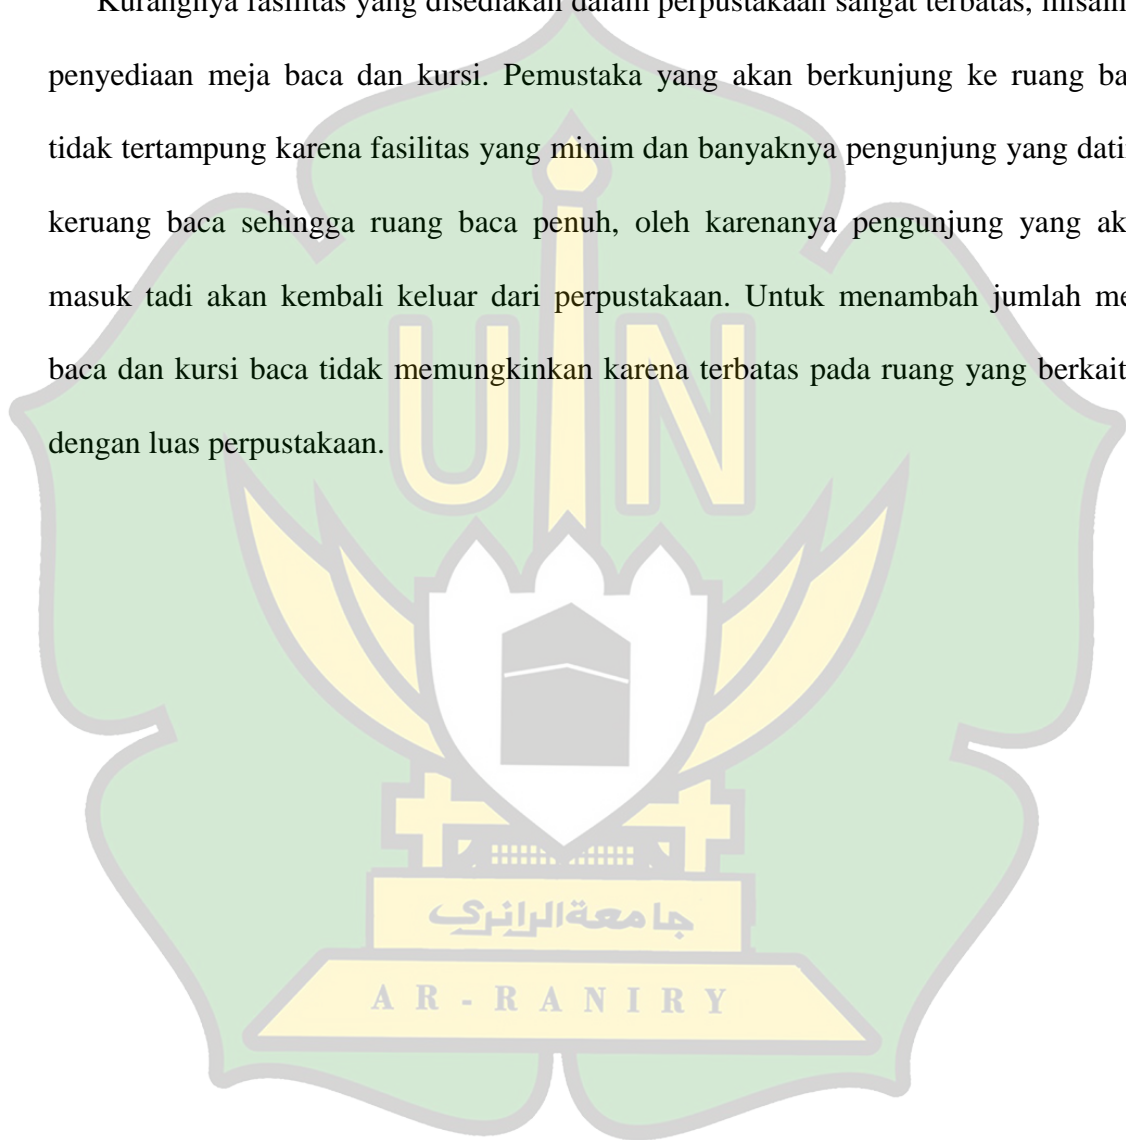 Kurangnya fasilitas yang disediakan dalam perpustakaan sangat terbatas,
penyediaan meja baca dan kursi. Pemustaka yang akan berkunjung ke ruang
tidak tertampung karena fasilitas yang minim dan banyaknya pengunjung yang
keruang baca sehingga ruang baca penuh, oleh karenanya pengunjung yang
masuk tadi akan kembali keluar dari perpustakaan. Untuk menambah jumlah
baca dan kursi baca tidak memungkinkan karena terbatas pada ruang yang
dengan luas perpustakaan.
UIN
جامعة الرانري
AR-RANIRY